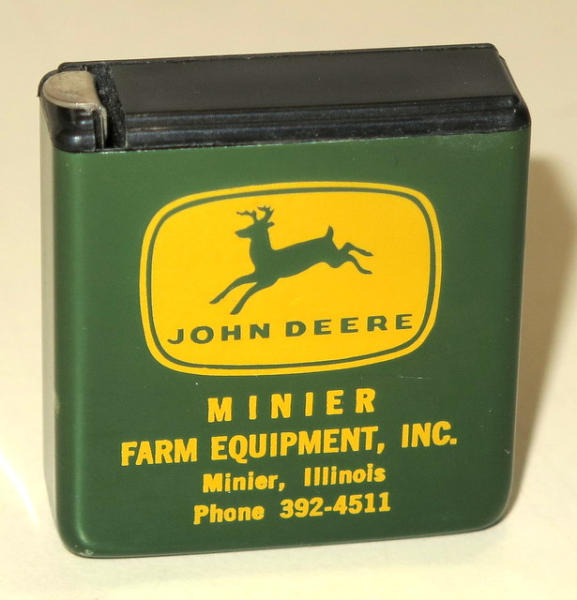 JOHN DEERE
MINIER
FARM EQUIPMENT, INC.
Minier, Illinois
Phone 392-4511